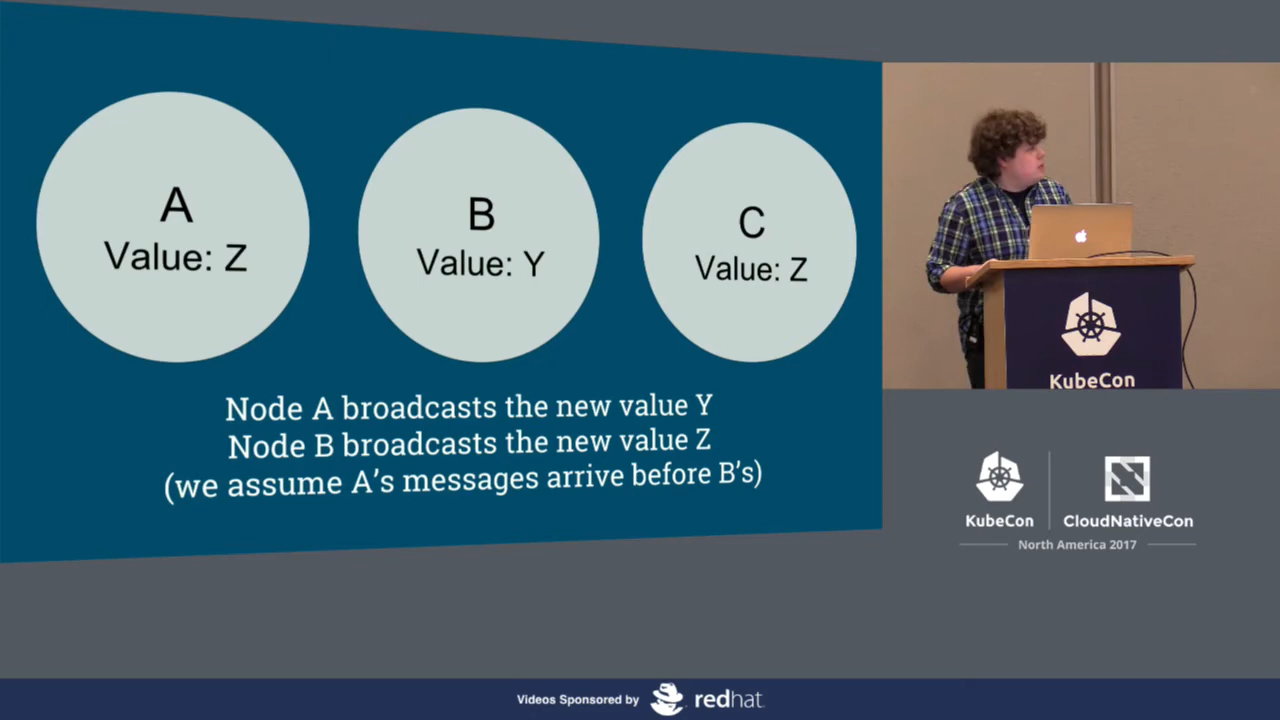 A
Value: Z
B
Value: Y
C
Value: Z
Node A broadcasts the new value Y
Node B broadcasts the new value Z
(we assume A’s messages arrive before B’s)
KubeCon
KubeCon
CloudNativeCon
North America 2017
Videos Sponsored by redhat.